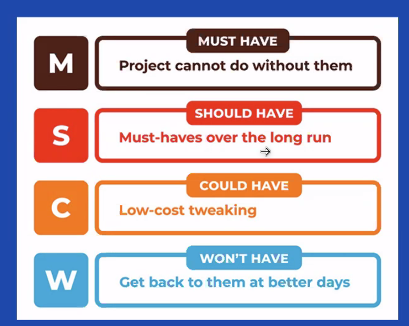 MUST HAVE
M
Project cannot do without them
SHOULD HAVE
S
Must-haves over the long run
COULD HAVE
C
Low-cost tweaking
WON'T HAVE
W
Get back to them at better days